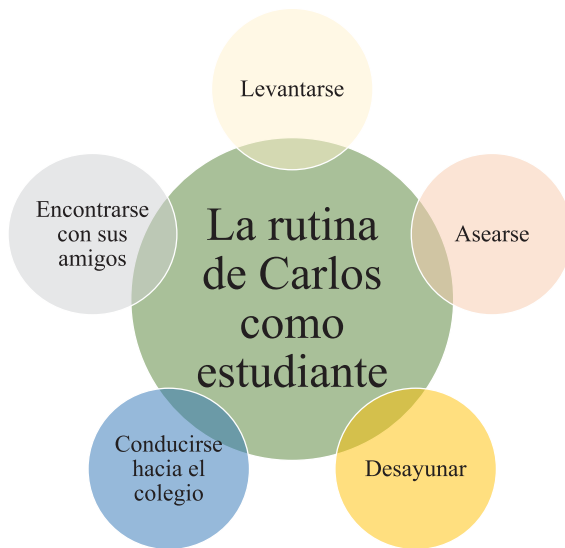 Levantarse
Asearse
Desayunar
Conducirse
hacia el
colegio
Encontrarse
con sus
amigos
La rutina
de Carlos
como
estudiante